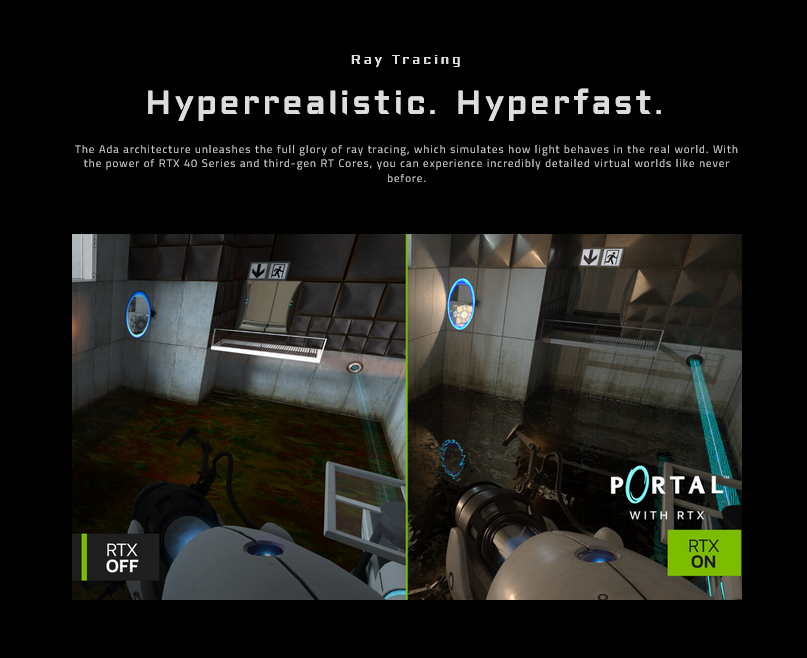 Ray Tracing
Hyperrealistic. Hyperfast.
The Ada architecture unleashes the full glory of ray tracing, which simulates how light behaves in the real world. With
the power of RTX 40 Series and third-gen RT Cores, you can experience incredibly detailed virtual worlds like never
before.
PORTAL™
WITH RTX
RTX
OFF
RTX
ON